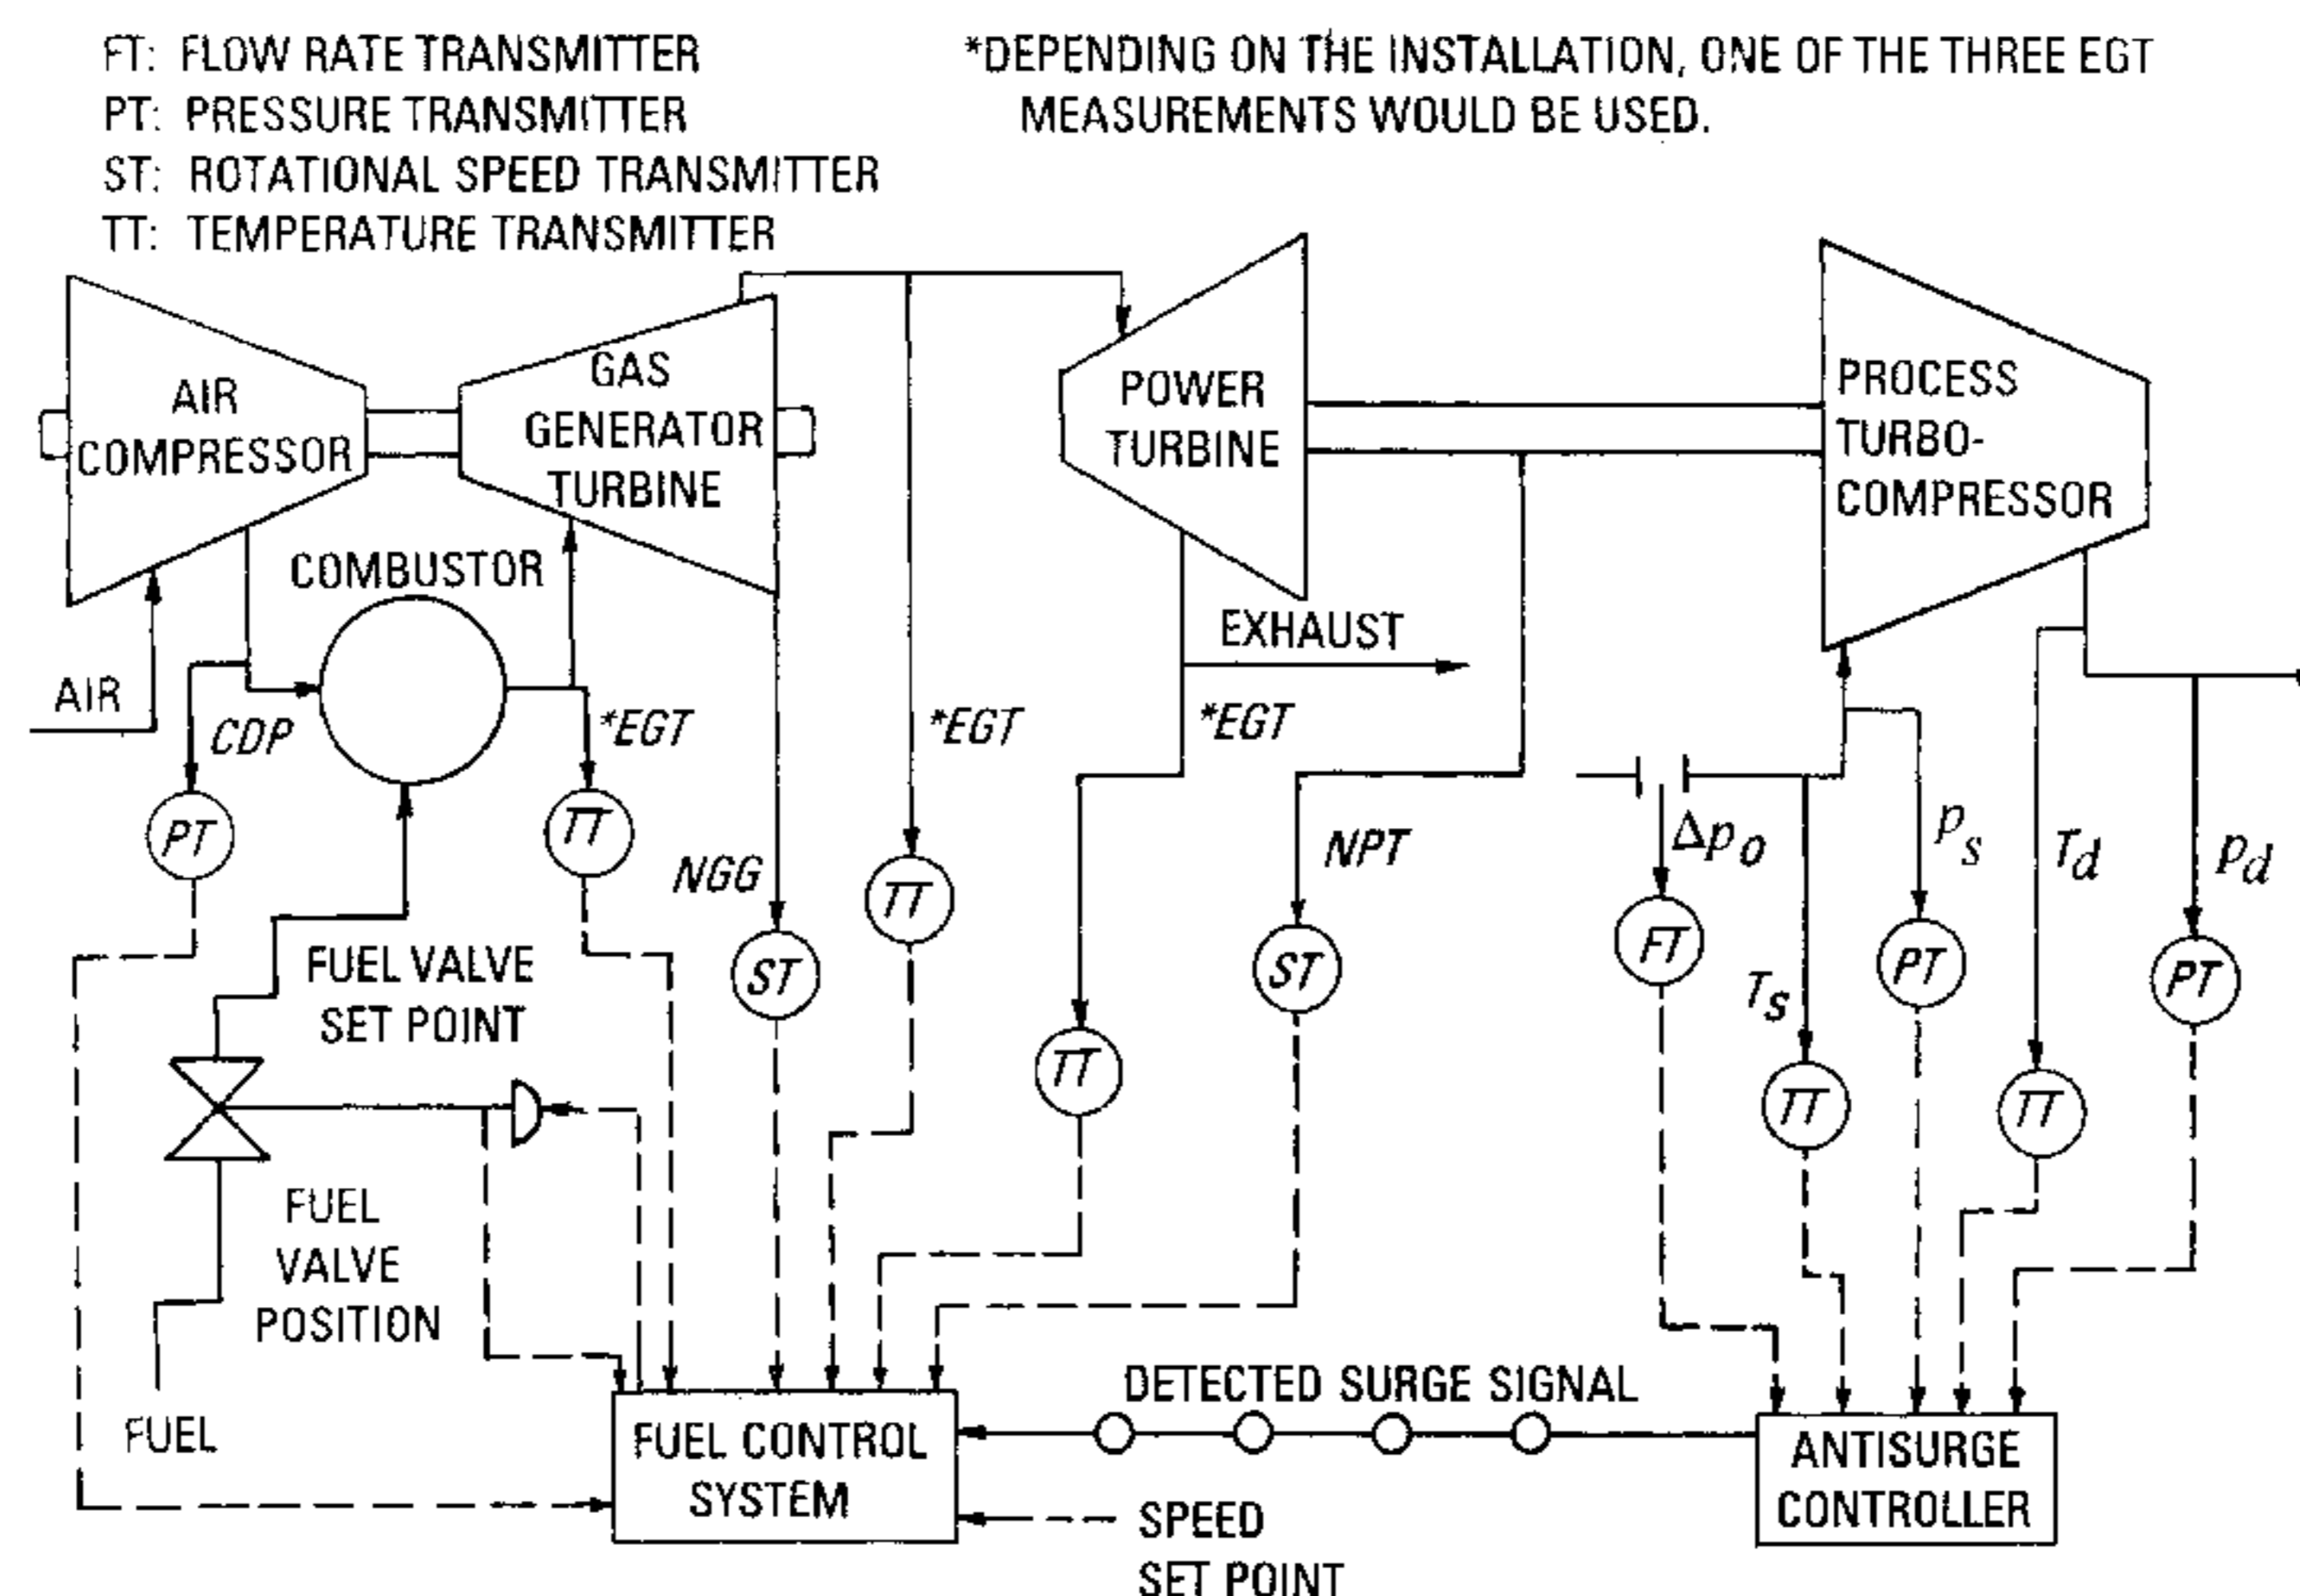 FT: FLOW RATE TRANSMITTER
PT: PRESSURE TRANSMITTER
ST: ROTATIONAL SPEED TRANSMITTER
TT: TEMPERATURE TRANSMITTER
*DEPENDING ON THE INSTALLATION, ONE OF THE THREE EGT
MEASUREMENTS WOULD BE USED.
AIR
COMPRESSOR
GAS
GENERATOR
TURBINE
POWER
TURBINE
PROCESS
TURBO-
COMPRESSOR
COMBUSTOR
EXHAUST
AIR
CDP
*EGT
*EGT
*EGT
PT
TT
NGG
TT
NPT
Δp₀
p_s
T_d
p_d
ST
ST
FT
PT
PT
T_s
TT
TT
TT
FUEL VALVE
SET POINT
FUEL
VALVE
POSITION
FUEL
DETECTED SURGE SIGNAL
FUEL CONTROL
SYSTEM
ANTISURGE
CONTROLLER
SPEED
SET POINT